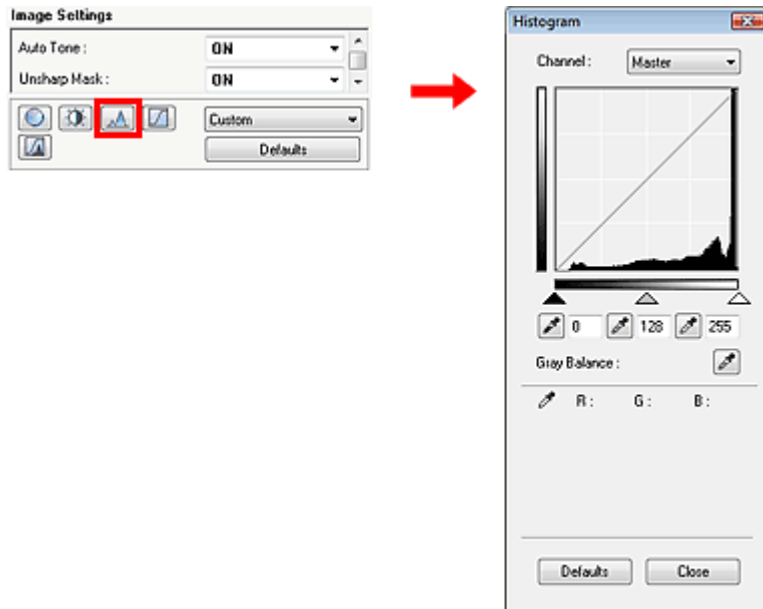 Image Settings
Auto Tone : ON
Unsharp Mask : ON
Custom
Defaults
Histogram
Channel : Master
0 128 255
Gray Balance :
R : G : B :
Defaults Close